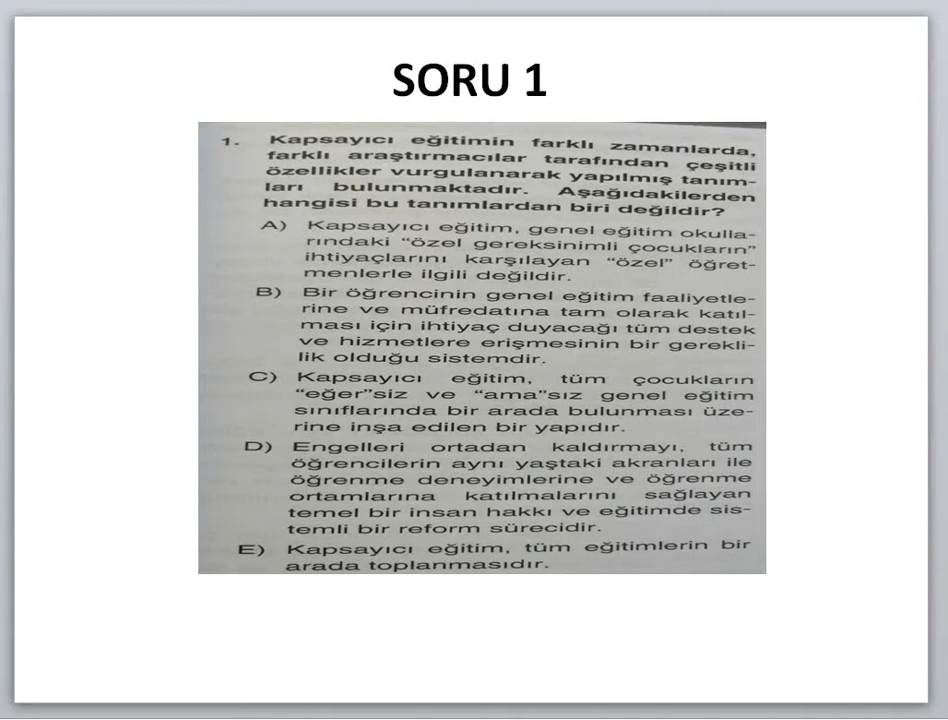 SORU 1
1. Kapsayıcı eğitimin farklı zamanlarda,
farklı araştırmacılar tarafından çeşitli
özellikler vurgulanarak yapılmış tanım-
ları bulunmaktadır. Aşağıdakilerden
hangisi bu tanımlardan biri değildir?
A) Kapsayıcı eğitim, genel eğitim okulla-
rındaki “özel gereksinimli çocukların”
ihtiyaçlarını karşılayan “özel” öğret-
menlerle ilgili değildir.
B) Bir öğrencinin genel eğitim faaliyetle-
rine ve müfredatına tam olarak katıl-
ması için ihtiyaç duyacağı tüm destek
ve hizmetlere erişmesinin bir gerekli-
lik olduğu sistemdir.
C) Kapsayıcı eğitim, tüm çocukların
“eğer”siz ve “ama”sız genel eğitim
sınıflarında bir arada bulunması üze-
rine inşa edilen bir yapıdır.
D) Engelleri ortadan kaldırmayı, tüm
öğrencilerin aynı yaştaki akranları ile
öğrenme deneyimlerine ve öğrenme
ortamlarına katılmalarını sağlayan
temel bir insan hakkı ve eğitimde sis-
temli bir reform sürecidir.
E) Kapsayıcı eğitim, tüm eğitimlerin bir
arada toplanmasıdır.